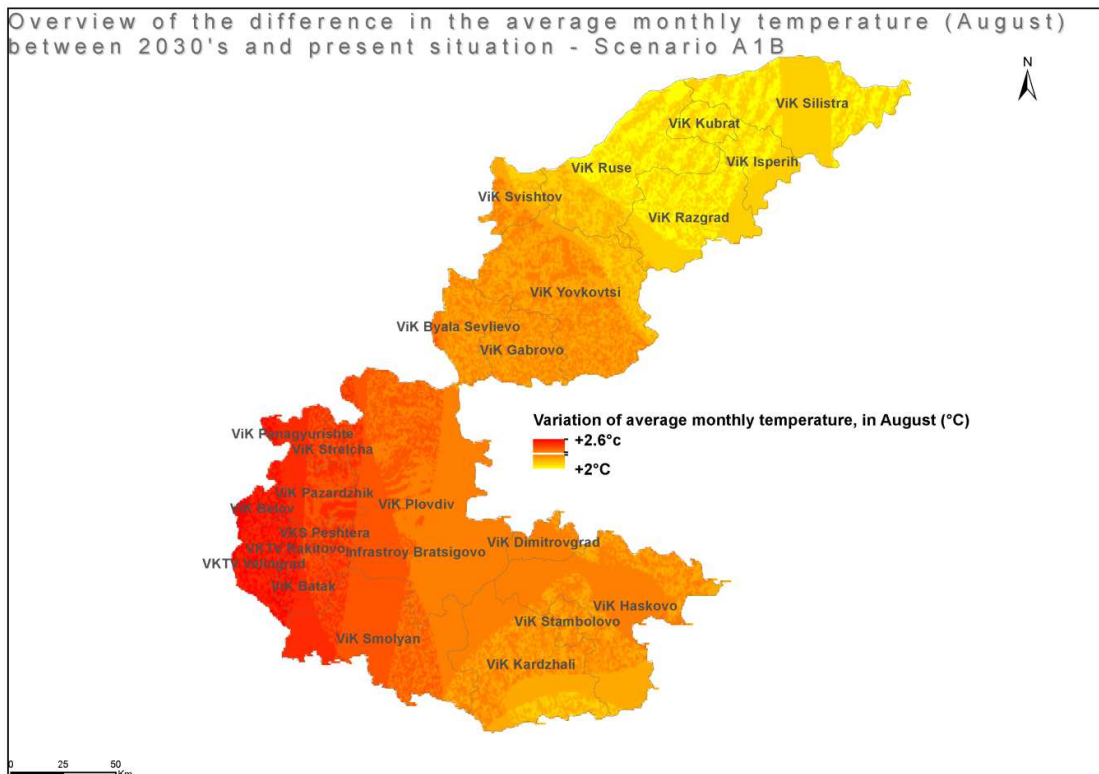 Overview of the difference in the average monthly temperature (August)
between 2030's and present situation - Scenario A1B
N
ViK Silistra
ViK Kubrat
ViK Isperih
ViK Ruse
ViK Svishtov
ViK Razgrad
ViK Yovkovtsi
ViK Byala Sevlievo
ViK Gabrovo
Variation of average monthly temperature, in August (°C)
+2.6°c
+2°C
ViK Panagyurishte
ViK Strelcha
ViK Pazardzhik
ViK Belov
ViK Plovdiv
VKS Peshtera
ViK Dimitrovgrad
VKTV Rakitovo
Infrastroy Bratsigovo
VKTV Velingrad
ViK Batak
ViK Haskovo
ViK Stambolovo
ViK Smolyan
ViK Kardzhali
0 25 50
Km